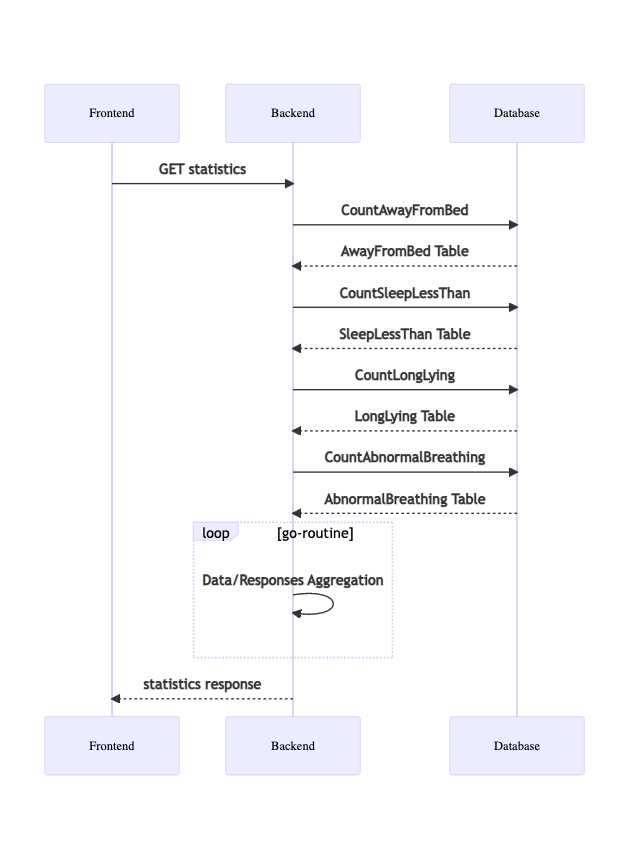 Frontend
Backend
Database
GET statistics
CountAwayFromBed
AwayFromBed Table
CountSleepLessThan
SleepLessThan Table
CountLongLying
LongLying Table
CountAbnormalBreathing
AbnormalBreathing Table
loop
[go-routine]
Data/Responses Aggregation
statistics response
Frontend
Backend
Database